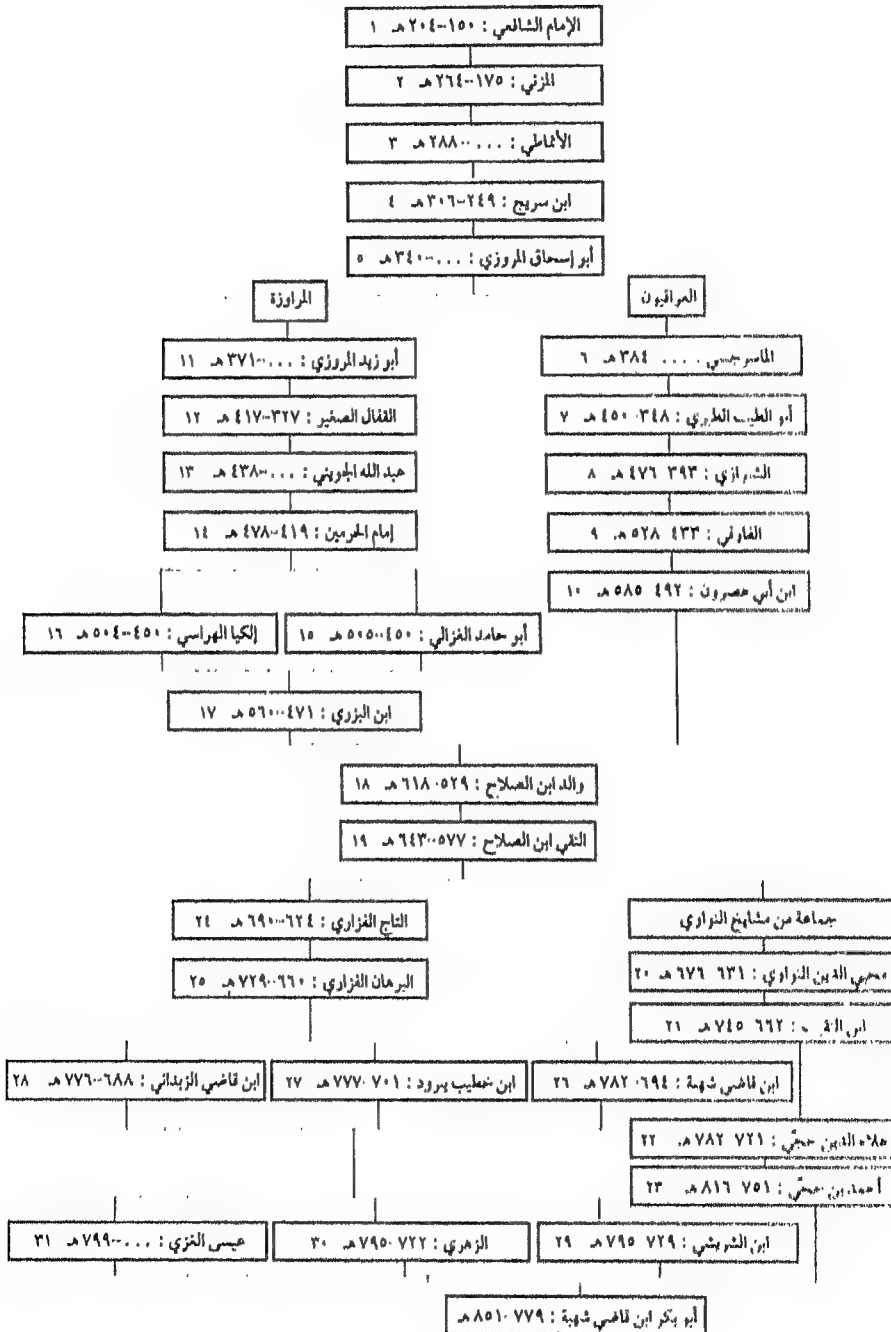 الإمام الشافعي : ١٥٠-٢٠٤هـ ١
المزني : ١٧٥-٢٦٤هـ ٢
الأنماطي : ...-٢٨٨هـ ٣
ابن سريج : ٢٤٩-٣٠٦هـ ٤
أبو إسحاق المروزي : ...-٣٤٠هـ ٥
العراقيون
المراوزة
الماسرجسي .... ٣٨٤هـ ٦
أبو زيد المروزي : ...-٣٧١هـ ١١
أبو الطيب الطبري : ٣٤٨-٤٥٠هـ ٧
القفال الصغير : ٣٢٧-٤١٧هـ ١٢
الشيرازي : ٣٩٣ ٤٧٦هـ ٨
عبد الله الجويني : ...-٤٣٨هـ ١٣
الفارقي : ٤٣٣ ٥٢٨هـ ٩
إمام الحرمين : ٤١٩-٤٧٨هـ ١٤
ابن أبي عصرون : ٤٩٢ ٥٨٥هـ ١٠
أبو حامد الغزالي : ٤٥٠-٥٠٥هـ ١٥
إلكيا الهراسي : ٤٥٠-٥٠٤هـ ١٦
ابن البزري : ٤٧١-٥٦٠هـ ١٧
والد ابن الصلاح : ٥٢٩-٦١٨هـ ١٨
التقي ابن الصلاح : ٥٧٧-٦٤٣هـ ١٩
جماعة من مشايخ النواوي
التاج الفزاري : ٦٢٤-٦٩٠هـ ٢٤
محيي الدين النواوي : ٦٣١ ٦٧٦هـ ٢٠
البرهان الفزاري : ٦٦٠-٧٢٩هـ ٢٥
ابن : ٦٦٢ ٧٤٥هـ ٢١
ابن قاضي شهبة : ٦٩٤-٧٨٢هـ ٢٦
ابن خطيب يبرود : ٧٠١-٧٧٧هـ ٢٧
ابن قاضي الزبداني : ٦٨٨-٧٧٦هـ ٢٨
علاء الدين حجّي : ٧٢١ ٧٨٢هـ ٢٢
أحمد بن حجّي : ٧٥١ ٨١٦هـ ٢٣
ابن الشريشي : ٧٢٩ ٧٩٥هـ ٢٩
الزهري : ٧٢٢-٧٩٥هـ ٣٠
عيسى الغزي : ...-٧٩٩هـ ٣١
أبو بكر ابن قاضي شهبة : ٧٧٩-٨٥١هـ